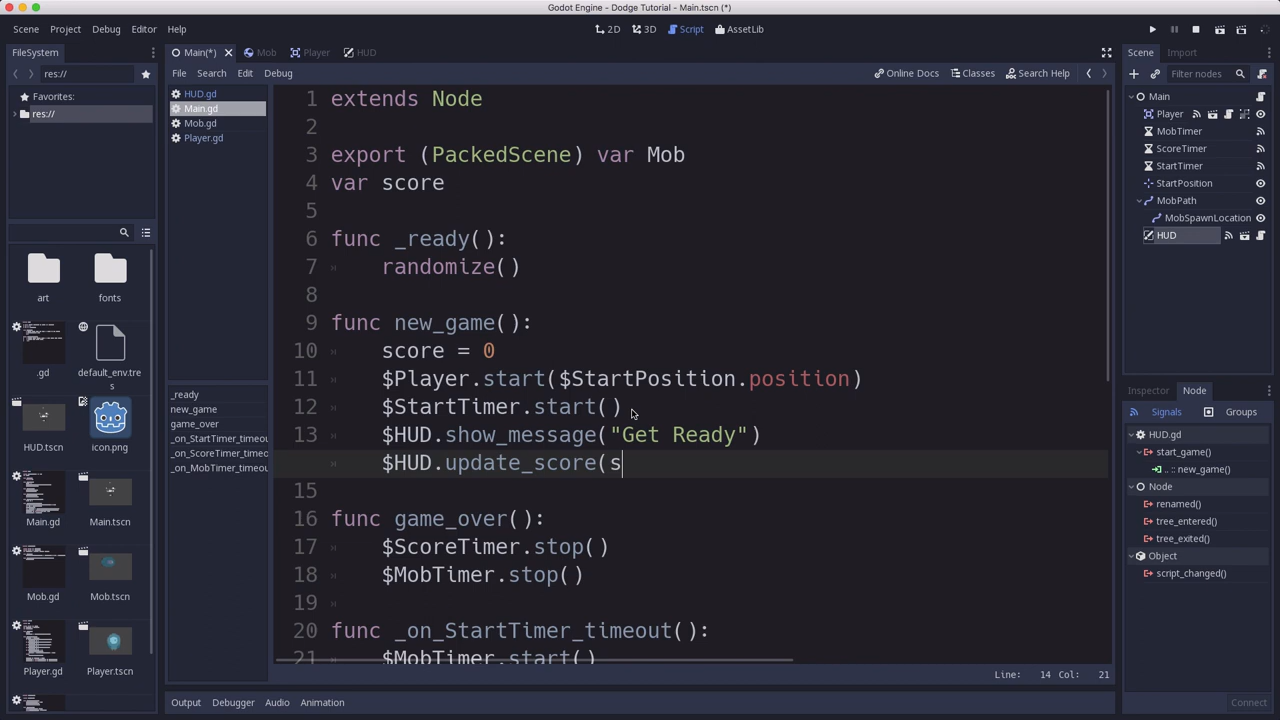 Godot Engine - Dodge Tutorial - Main.tscn (*)
Scene Project Debug Editor Help
2D 3D Script AssetLib
FileSystem
Main(*) Mob Player HUD
Scene Import
res://
File Search Edit Debug
Online Docs Classes Search Help
Filter nodes
Favorites:
res://
HUD.gd
Main.gd
Mob.gd
Player.gd
_ready
new_game
game_over
_on_StartTimer_timeou
_on_ScoreTimer_timeo
_on_MobTimer_timeou
art
fonts
.gd
default_env.tre
s
HUD.tscn
icon.png
Main.gd
Main.tscn
Mob.gd
Mob.tscn
Player.gd
Player.tscn
1 extends Node
2
3 export (PackedScene) var Mob
4 var score
5
6 func _ready():
7 randomize()
8
9 func new_game():
10 score = 0
11 $Player.start($StartPosition.position)
12 $StartTimer.start()
13 $HUD.show_message("Get Ready")
$HUD.update_score(s
15
16 func game_over():
17 $ScoreTimer.stop()
18 $MobTimer.stop()
19
20 func _on_StartTimer_timeout():
21 $MobTimer.start()
Line: 14 Col: 21
Main
Player
MobTimer
ScoreTimer
StartTimer
StartPosition
MobPath
MobSpawnLocation
HUD
Inspector Node
Signals Groups
HUD.gd
start_game()
.. :: new_game()
Node
renamed()
tree_entered()
tree_exited()
Object
script_changed()
Connect
Output Debugger Audio Animation